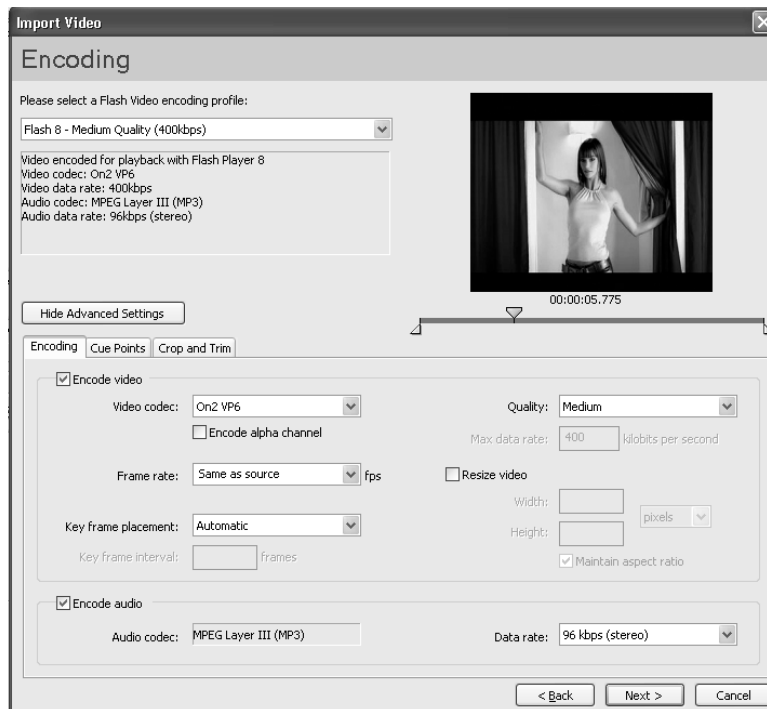 Import Video
Encoding
Please select a Flash Video encoding profile:
Flash 8 - Medium Quality (400kbps)
Video encoded for playback with Flash Player 8
Video codec: On2 VP6
Video data rate: 400kbps
Audio codec: MPEG Layer III (MP3)
Audio data rate: 96kbps (stereo)
00:00:05.775
Hide Advanced Settings
Encoding Cue Points Crop and Trim
Encode video
Video codec: On2 VP6 Quality: Medium
Encode alpha channel Max data rate: 400 kilobits per second
Frame rate: Same as source fps Resize video
Width:
Key frame placement: Automatic pixels
Height:
Key frame interval: frames Maintain aspect ratio
Encode audio
Audio codec: MPEG Layer III (MP3) Data rate: 96 kbps (stereo)
< Back Next > Cancel